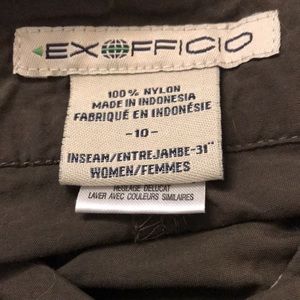 EXOFFICIO
100% NYLON
MADE IN INDONESIA
FABRIQUÉ EN INDONÉSIE
-10-
INSEAM/ENTREJAMBE-31"
WOMEN/FEMMES
LAVER AVEC COULEURS SIMILAIRES